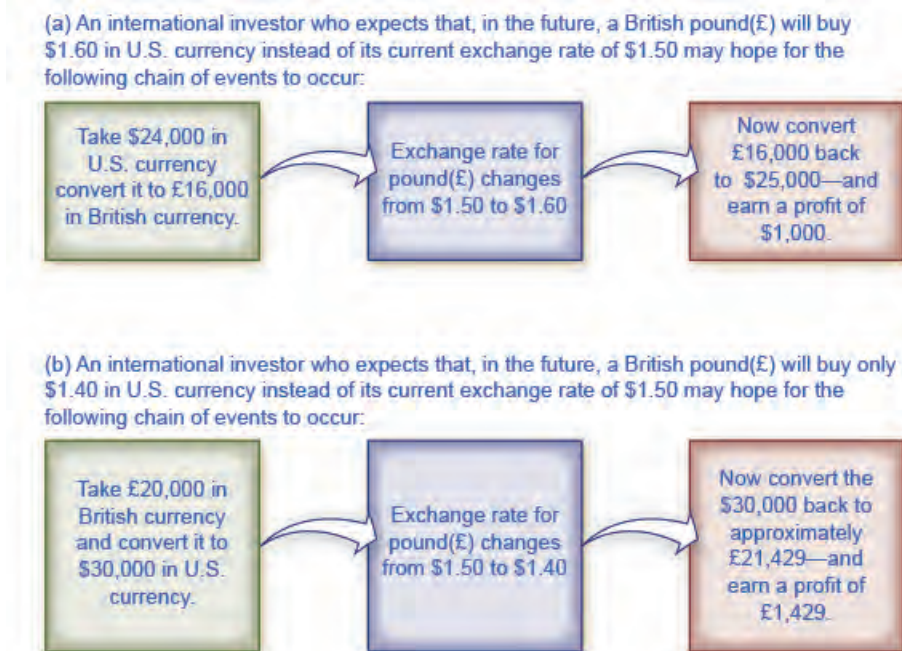 (a) An international investor who expects that, in the future, a British pound(£) will buy
$1.60 in U.S. currency instead of its current exchange rate of $1.50 may hope for the
following chain of events to occur:
Take $24,000 in
U.S. currency
convert it to £16,000
in British currency.
Exchange rate for
pound(£) changes
from $1.50 to $1.60
Now convert
£16,000 back
to $25,000—and
earn a profit of
$1,000.
(b) An international investor who expects that, in the future, a British pound(£) will buy only
$1.40 in U.S. currency instead of its current exchange rate of $1.50 may hope for the
following chain of events to occur:
Take £20,000 in
British currency
and convert it to
$30,000 in U.S.
currency.
Exchange rate for
pound(£) changes
from $1.50 to $1.40
Now convert the
$30,000 back to
approximately
£21,429—and
earn a profit of
£1,429.